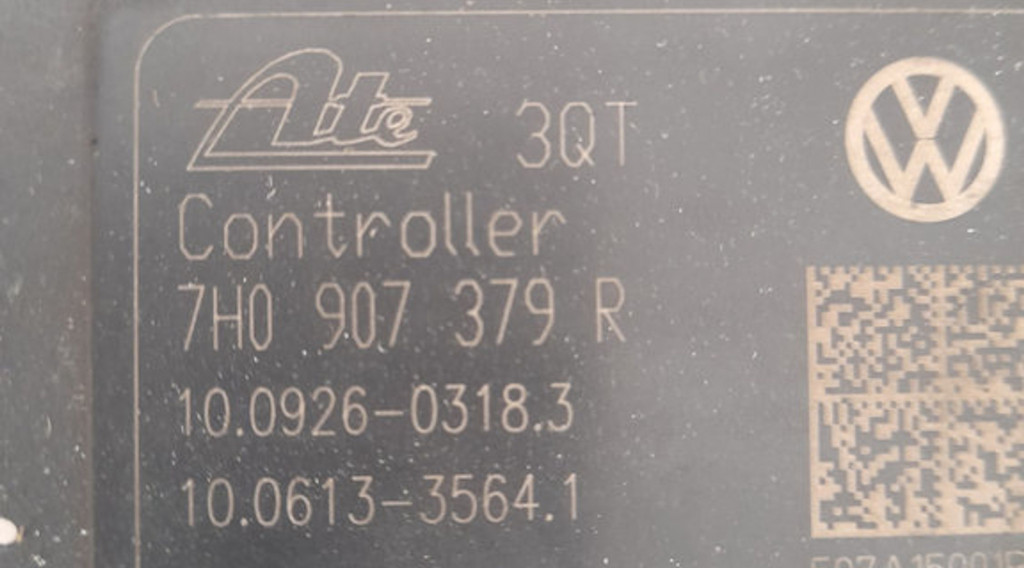 Ate 3QT
Controller
7H0 907 379 R
10.0926-0318.3
10.0613-3564.1